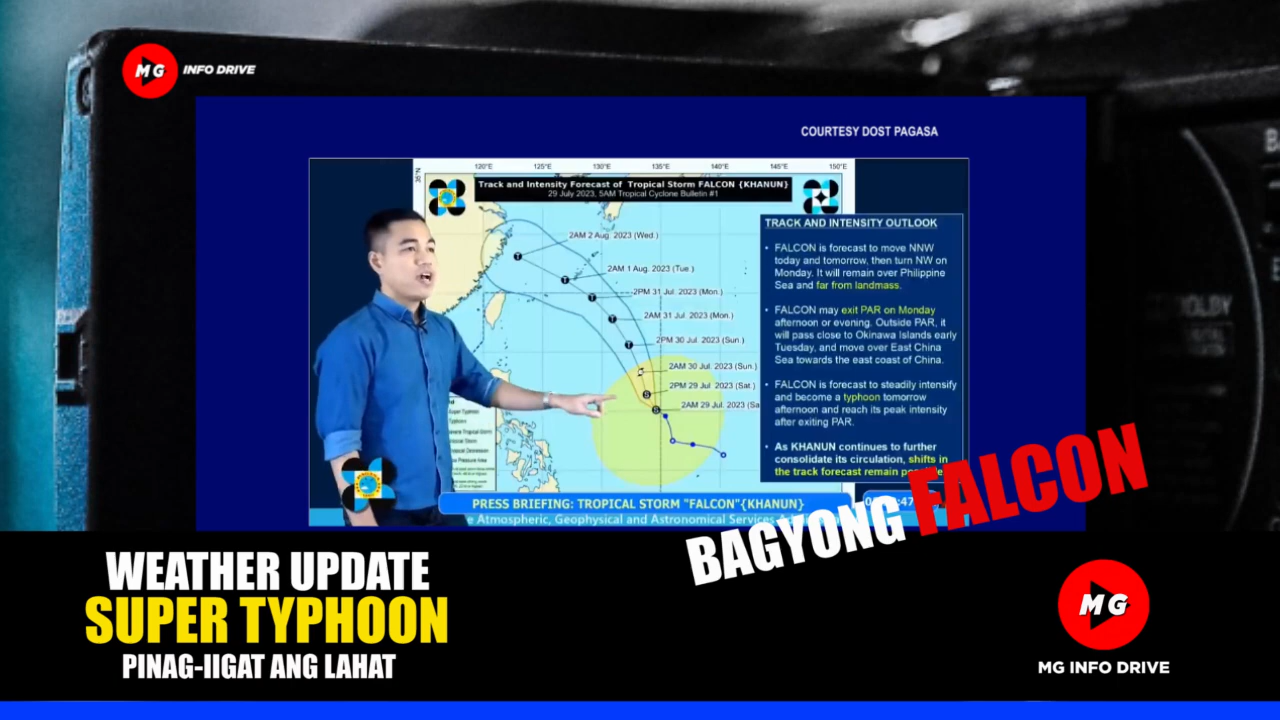 MG INFO DRIVE
COURTESY DOST PAGASA
120°E 125°E 130°E 135°E 140°E 145°E 150°E
Track and Intensity Forecast of Tropical Storm FALCON {KHANUN}
29 July 2023, 5AM Tropical Cyclone Bulletin #1
2AM 2 Aug. 2023 (Wed.)
2AM 1 Aug. 2023 (Tue.)
2PM 31 Jul. 2023 (Mon.)
2AM 31 Jul. 2023 (Mon.)
2PM 30 Jul. 2023 (Sun.)
2AM 30 Jul. 2023 (Sun.)
2PM 29 Jul. 2023 (Sat.)
2AM 29 Jul. 2023 (Sa
TRACK AND INTENSITY OUTLOOK
• FALCON is forecast to move NNW
today and tomorrow, then turn NW on
Monday. It will remain over Philippine
Sea and far from landmass.
• FALCON may exit PAR on Monday
afternoon or evening. Outside PAR, it
will pass close to Okinawa Islands early
Tuesday, and move over East China
Sea towards the east coast of China.
• FALCON is forecast to steadily intensify
and become a typhoon tomorrow
afternoon and reach its peak intensity
after exiting PAR.
• As KHANUN continues to further
consolidate its circulation, shifts in
the track forecast remain
PRESS BRIEFING: TROPICAL STORM "FALCON"{KHANUN}
e Atmospheric, Geophysical and Astronomical Services
BAGYONG FALCON
WEATHER UPDATE
SUPER TYPHOON
PINAG-IIGAT ANG LAHAT
MG
MG INFO DRIVE